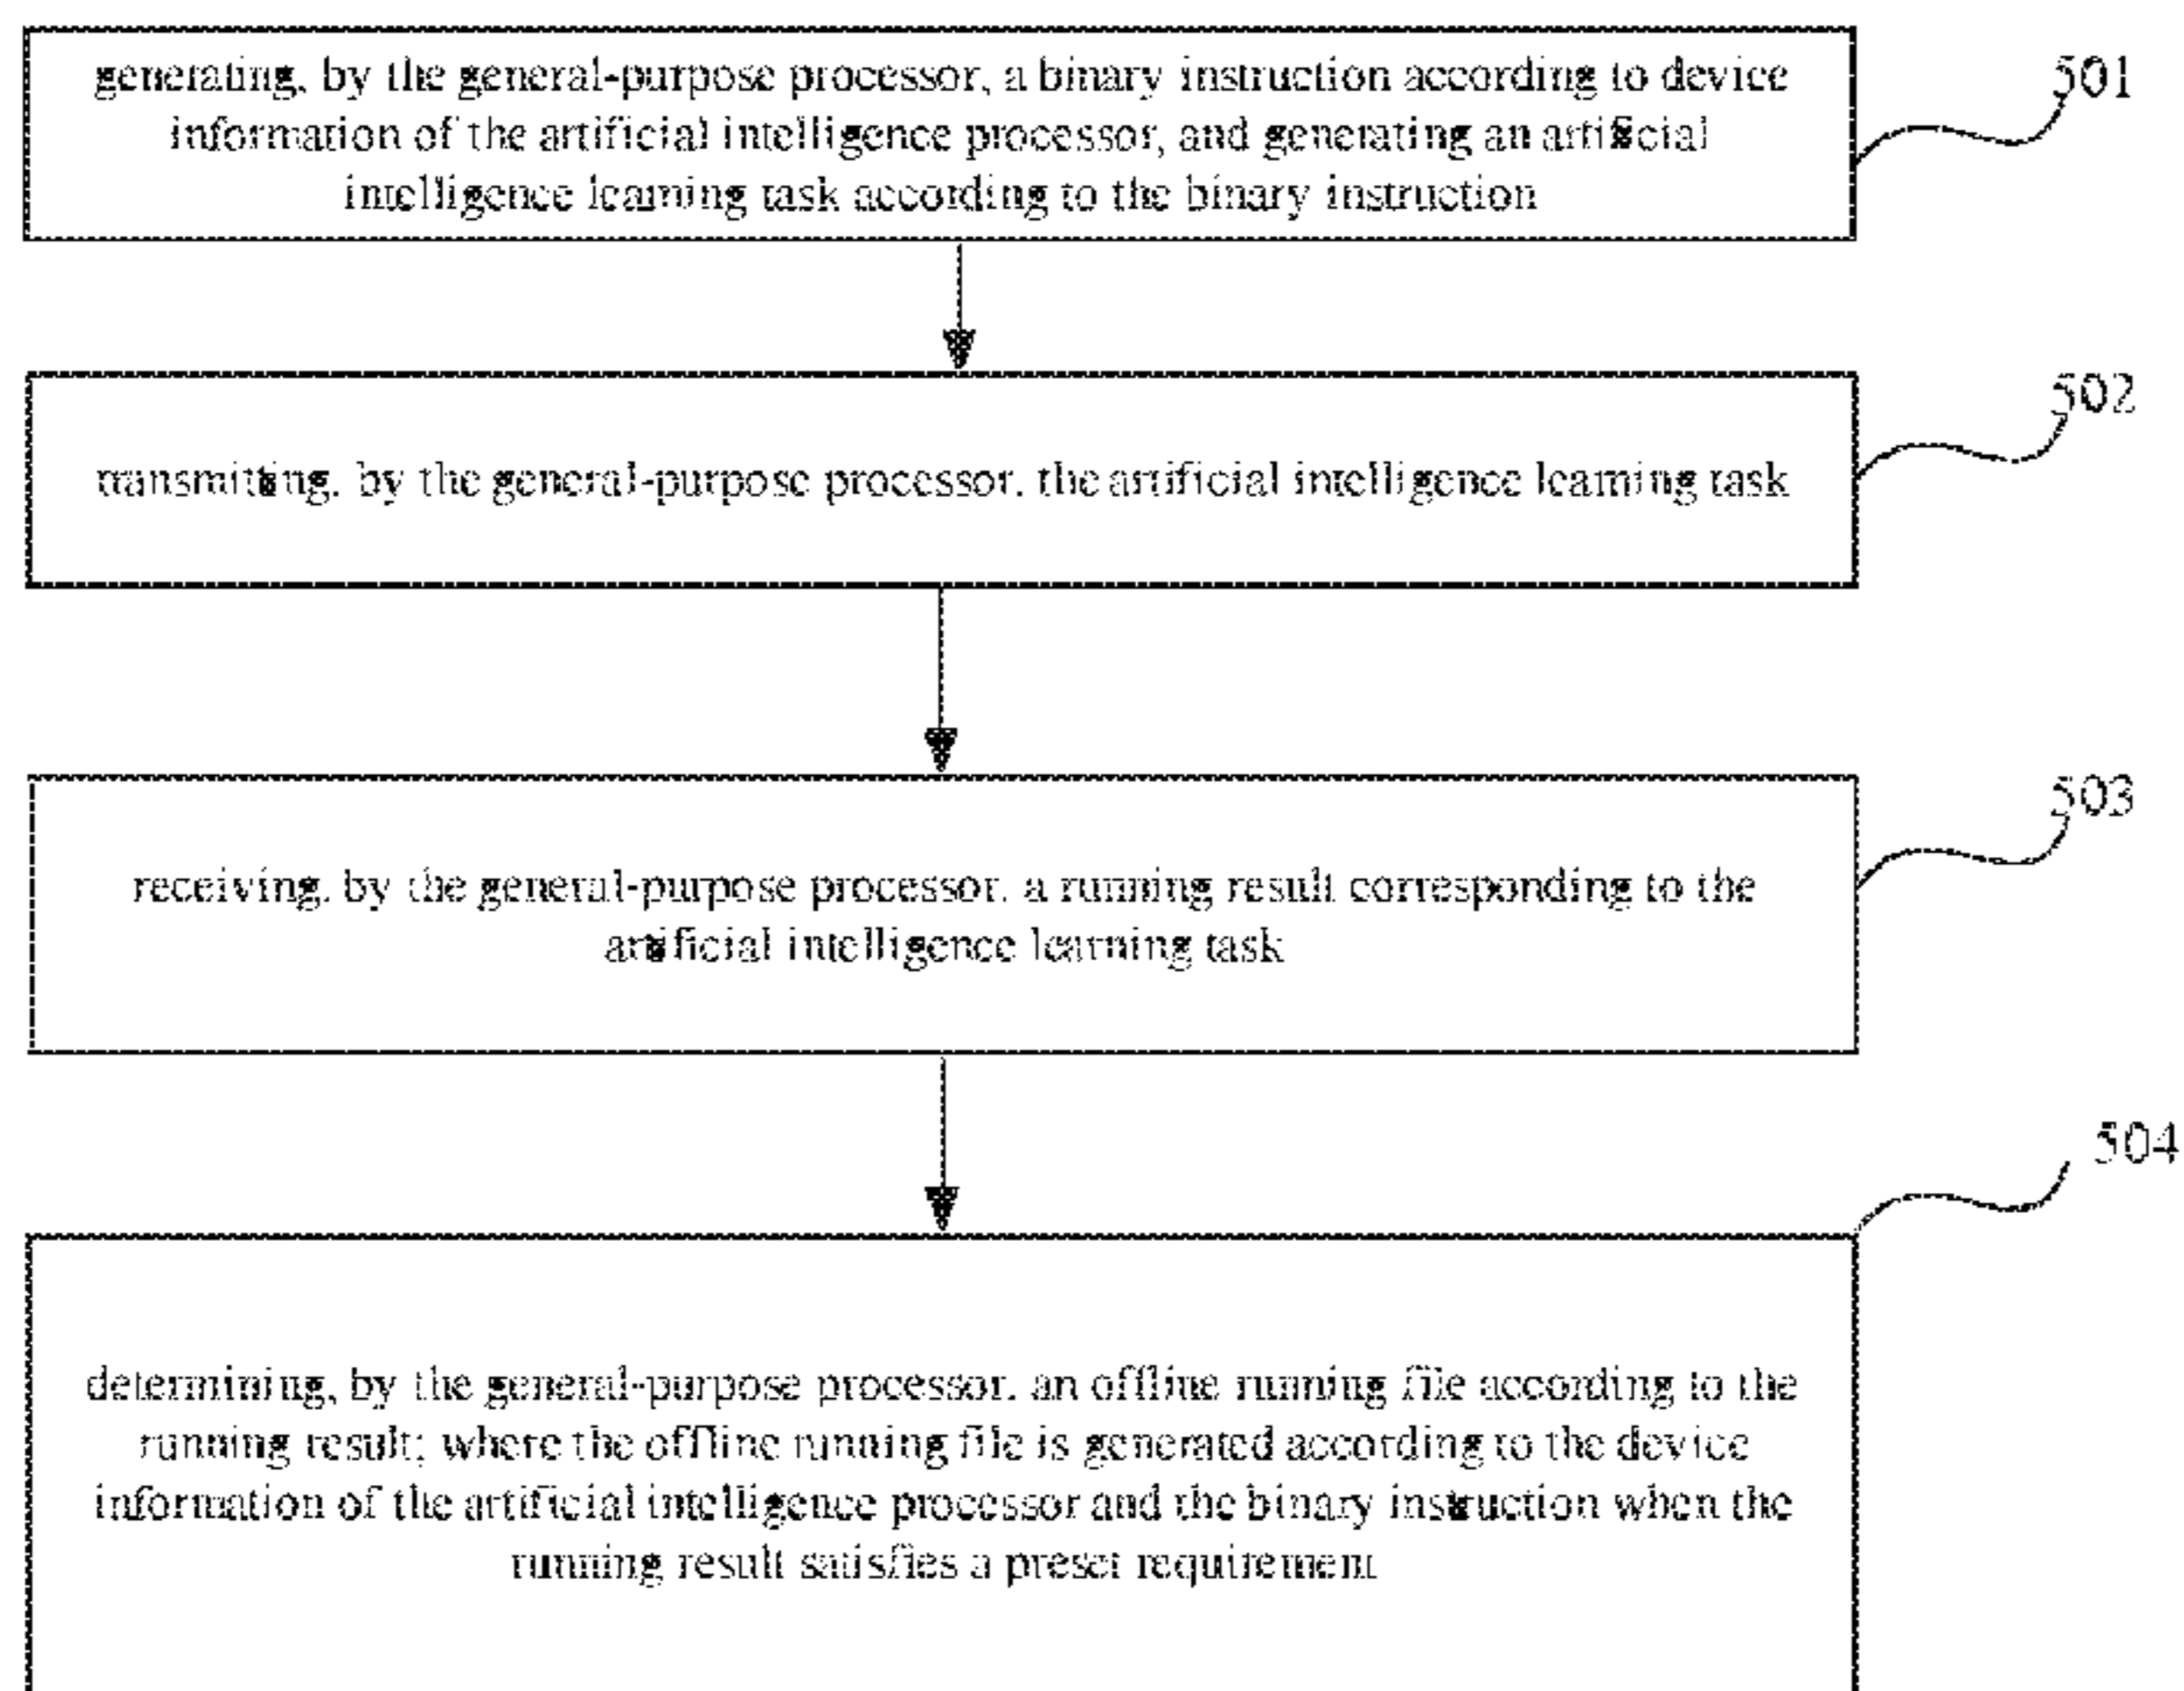 generating, by the general-purpose processor, a binary instruction according to device
information of the artificial intelligence processor, and generating an artificial
intelligence learning task according to the binary instruction
501
transmitting, by the general-purpose processor, the artificial intelligence learning task
502
receiving, by the general-purpose processor, a running result corresponding to the
artificial intelligence learning task
503
504
determining, by the general-purpose processor, an offline running file according to the
running result; where the offline running file is generated according to the device
information of the artificial intelligence processor and the binary instruction when the
running result satisfies a preset requirement